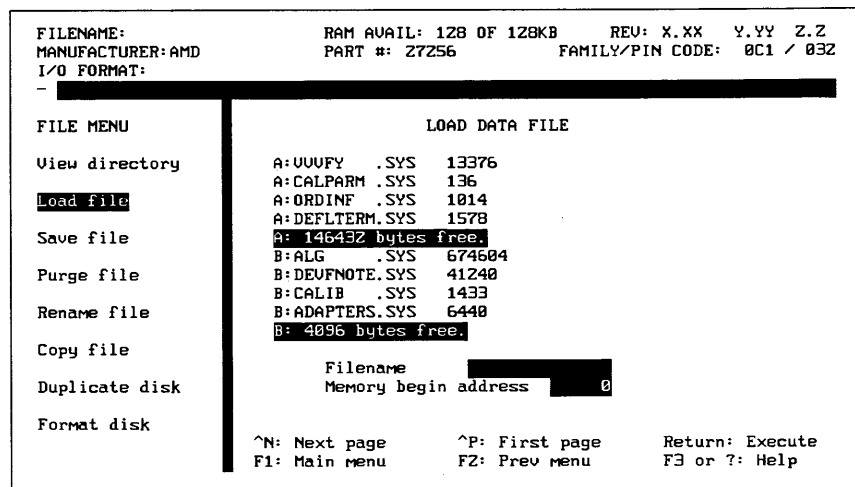 FILENAME: RAM AVAIL: 128 OF 128KB REV: X.XX Y.YY Z.Z
MANUFACTURER:AMD PART #: 27256 FAMILY/PIN CODE: 0C1 / 032
I/O FORMAT:
FILE MENU LOAD DATA FILE
View directory A:VVVFY .SYS 13376
A:CALPARM .SYS 136
Load file A:ORDINF .SYS 1014
A:DEFLTERM.SYS 1578
Save file A: 146432 bytes free.
B:ALG .SYS 674604
Purge file B:DEVFNOTE.SYS 41240
B:CALIB .SYS 1433
Rename file B:ADAPTERS.SYS 6440
B: 4096 bytes free.
Copy file
Filename
Duplicate disk Memory begin address 0
Format disk
^N: Next page ^P: First page Return: Execute
F1: Main menu F2: Prev menu F3 or ?: Help